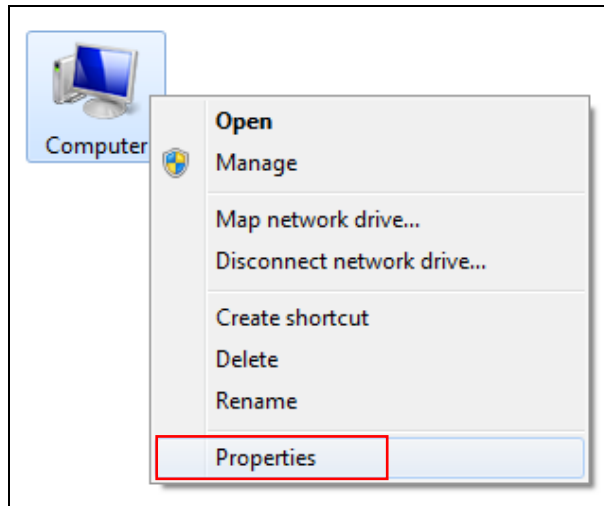 Computer
Open
Manage
Map network drive...
Disconnect network drive...
Create shortcut
Delete
Rename
Properties